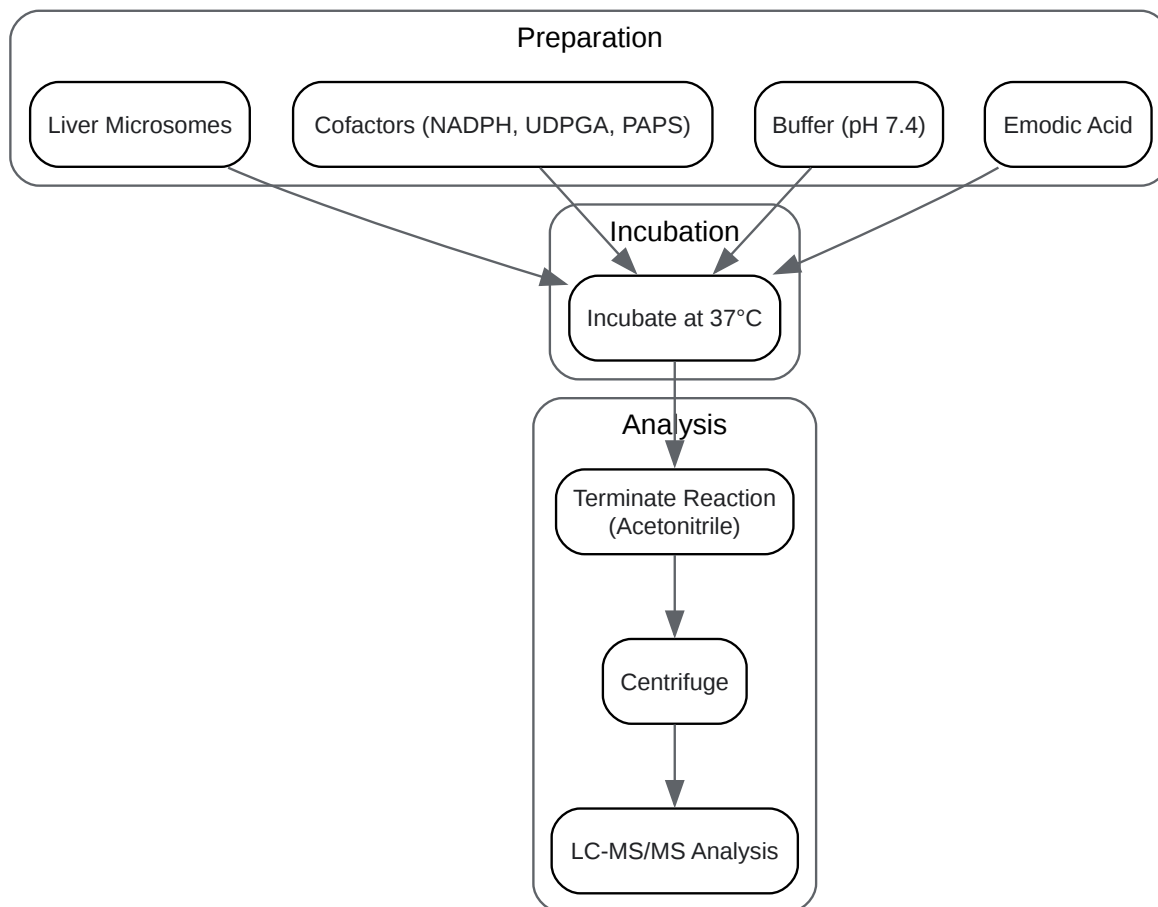 Preparation
Liver Microsomes
Cofactors (NADPH, UDPGA, PAPS)
Buffer (pH 7.4)
Emodic Acid
Incubation
Incubate at 37°C
Analysis
Terminate Reaction
(Acetonitrile)
Centrifuge
LC-MS/MS Analysis